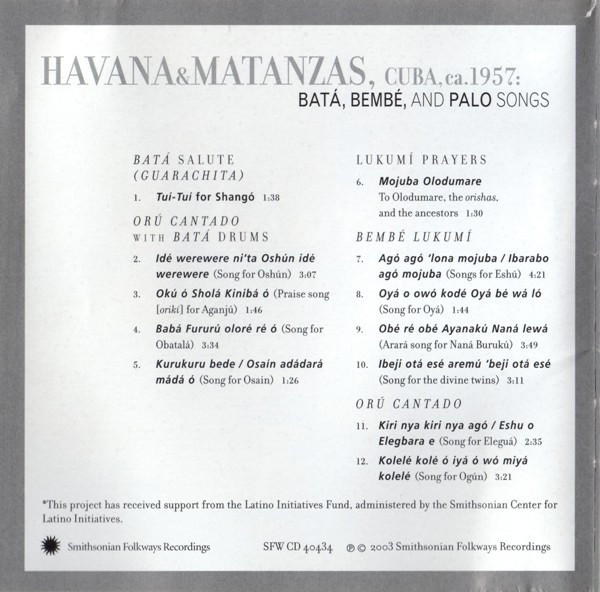 HAVANA&MATANZAS, CUBA, ca.1957:
BATÁ, BEMBÉ, AND PALO SONGS
BATÁ SALUTE
(GUARACHITA)
1. Tui-Tui for Shangó 1:38
ORÚ CANTADO
WITH BATÁ DRUMS
2. Idé werewere ni'ta Oshún idé
werewere (Song for Oshún) 3:07
3. Okú ó Sholá Kinibá ó (Praise song
[oriki] for Aganjú) 1:46
4. Babá Fururú oloré ré ó (Song for
Obatalá) 3:34
5. Kurukuru bede / Osaín adádará
mádá ó (Song for Osaín) 1:26
LUKUMÍ PRAYERS
6. Mojuba Olodumare
To Olodumare, the orishas,
and the ancestors 1:30
BEMBÉ LUKUMÍ
7. Agó agó 'lona mojuba / Ibarabo
agó mojuba (Songs for Eshú) 4:21
8. Oyá o owó kodé Oyá bé wá ló
(Song for Oyá) 1:44
9. Obé ré obé Ayanakú Naná lewá
(Arará song for Naná Burukú) 3:49
10. Ibeji otá esé aremú 'beji otá esé
(Song for the divine twins) 3:11
ORÚ CANTADO
11. Kiri nya kiri nya agó / Eshu o
Elegbara e (Song for Eleguá) 2:35
12. Kolelé kolé ó iyá ó wó miyá
kolelé (Song for Ogún) 3:21
*This project has received support from the Latino Initiatives Fund, administered by the Smithsonian Center for
Latino Initiatives.
Smithsonian Folkways Recordings SFW CD 40434 ℗ © 2003 Smithsonian Folkways Recordings